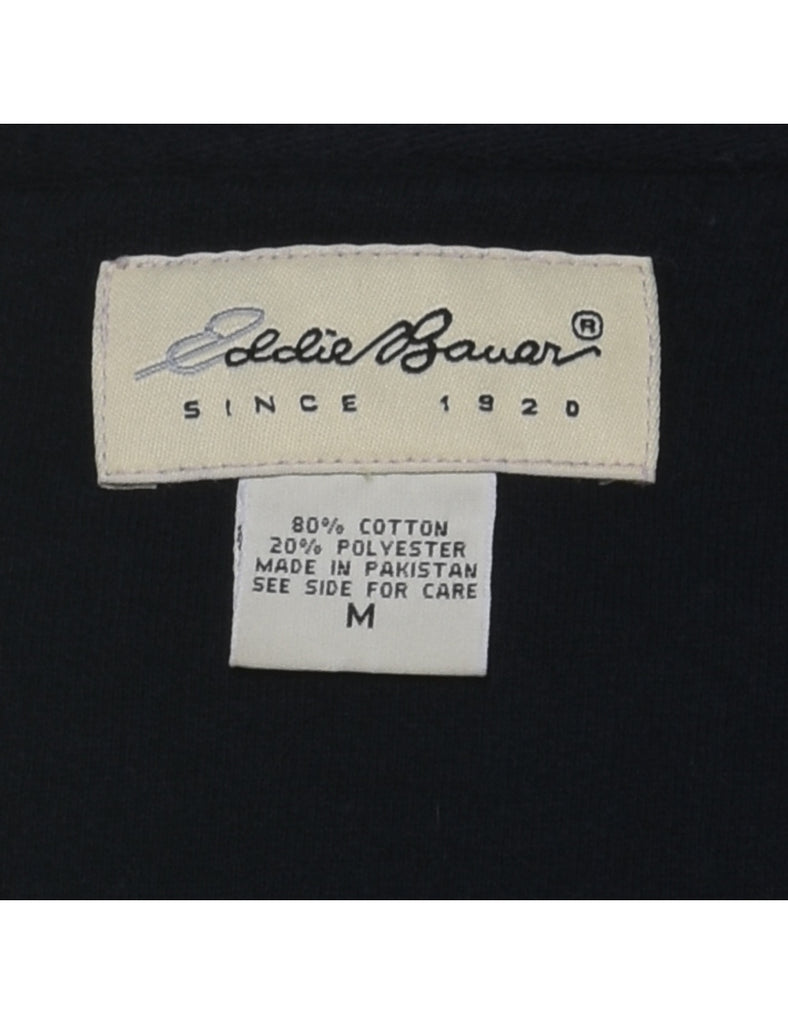 Eddie Bauer®
SINCE 1920
80% COTTON
20% POLYESTER
MADE IN PAKISTAN
SEE SIDE FOR CARE
M